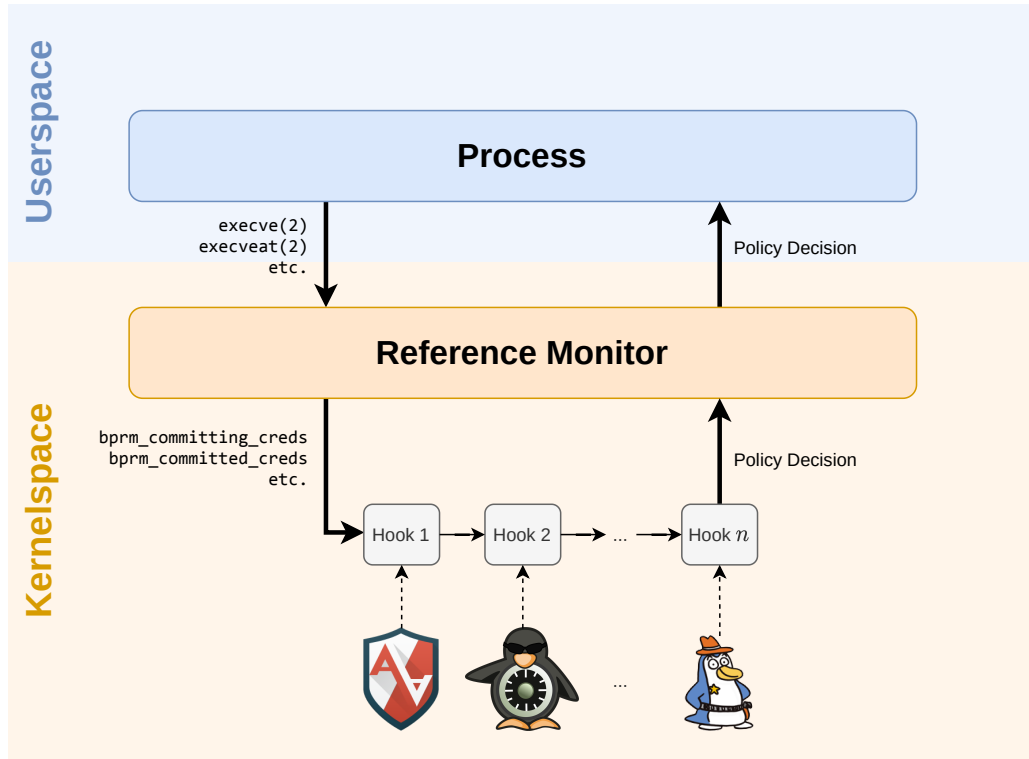 Userspace
Process
execve(2)
execveat(2)
etc.
Policy Decision
Kernelspace
Reference Monitor
bprm_committing_creds
bprm_committed_creds
etc.
Policy Decision
Hook 1
Hook 2
...
Hook n
AA
...